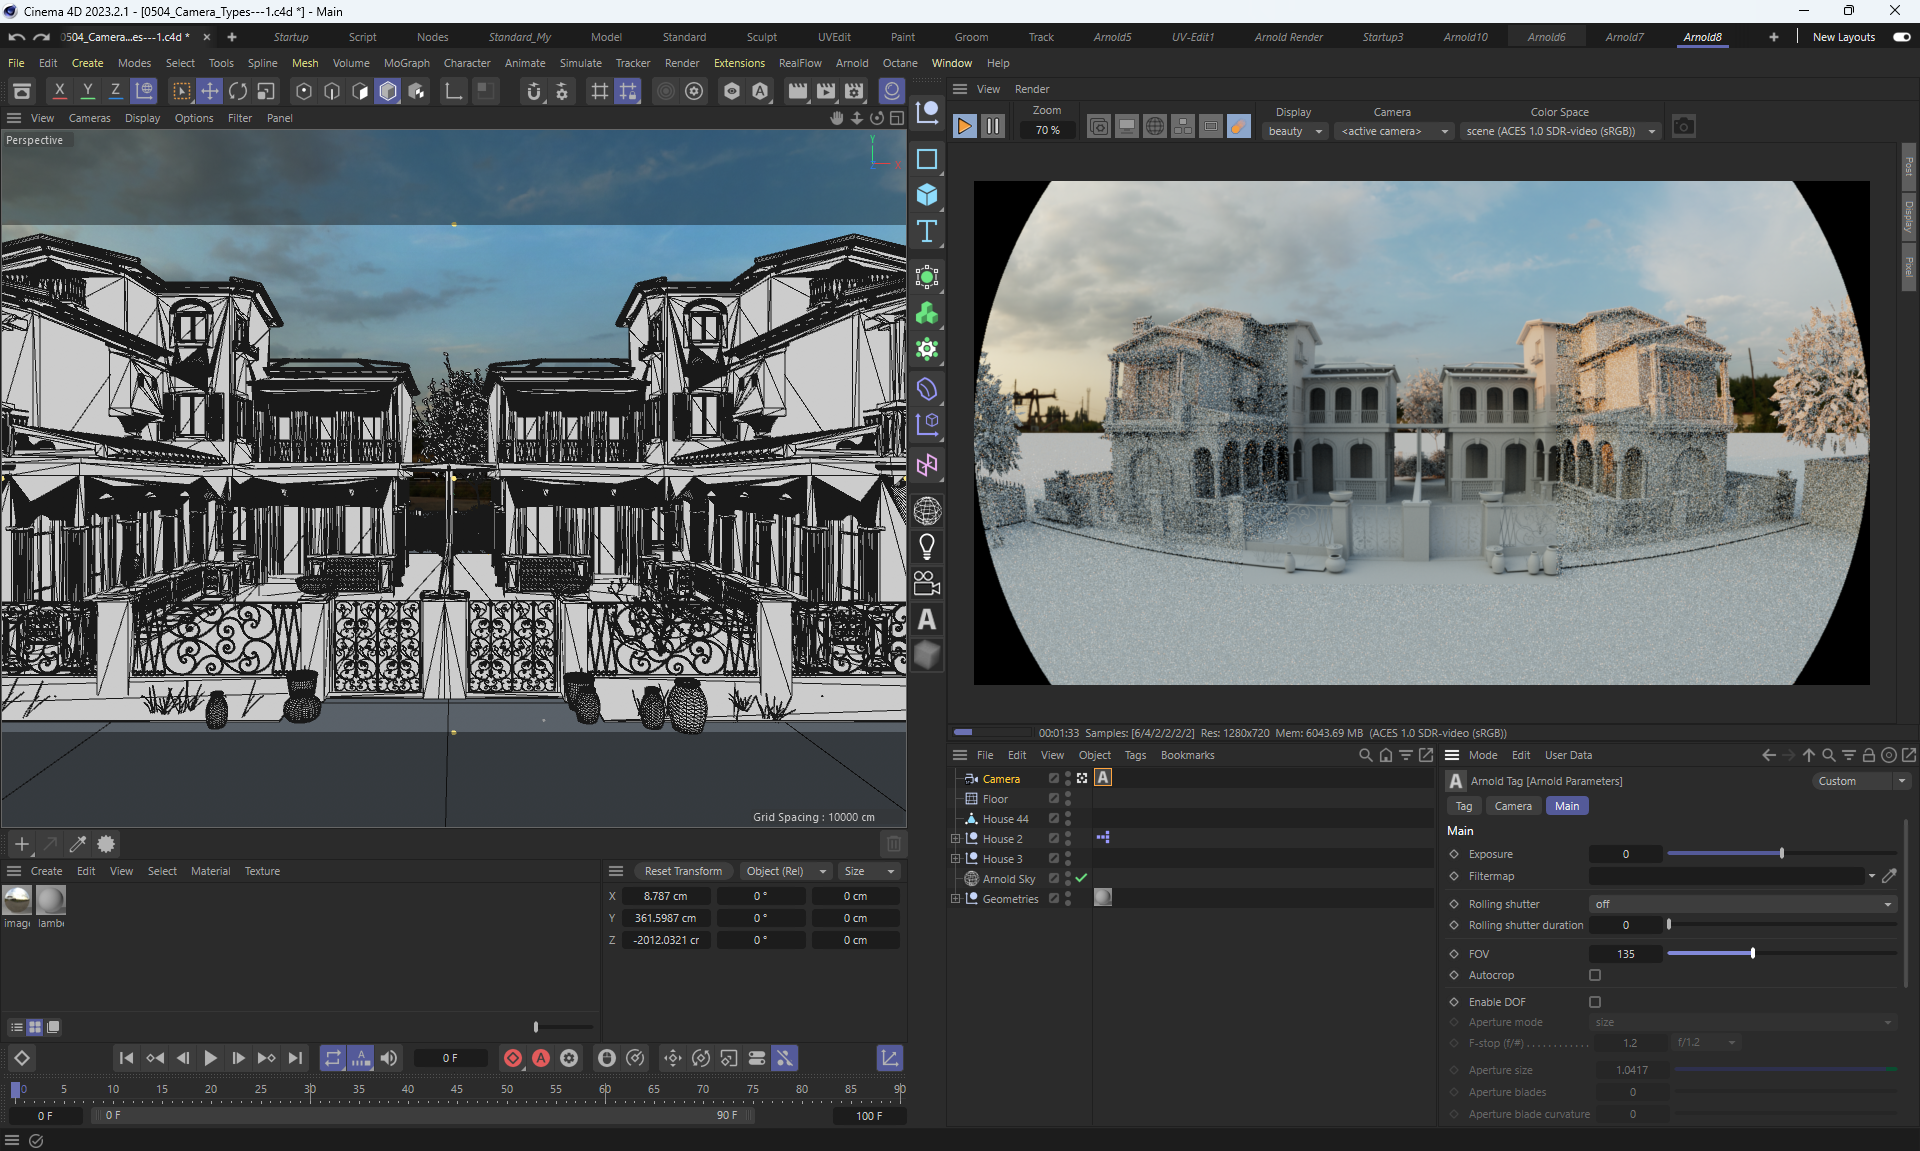 Cinema 4D 2023.2.1 - [0504_Camera_Types---1.c4d *] - Main
0504_Camera...es---1.c4d * Startup Script Nodes Standard_My Model Standard Sculpt UVEdit Paint Groom Track Arnold5 UV-Edit1 Arnold Render Startup3 Arnold10 Arnold6 Arnold7 Arnold8 New Layouts
File Edit Create Modes Select Tools Spline Mesh Volume MoGraph Character Animate Simulate Tracker Render Extensions RealFlow Arnold Octane Window Help
X Y Z
View Cameras Display Options Filter Panel
Perspective
Y
Grid Spacing : 10000 cm
View Render
Zoom Display Camera Color Space
70 % beauty <active camera> scene (ACES 1.0 SDR-video (sRGB))
Post
Display
Pixel
00:01:33 Samples: [6/4/2/2/2/2] Res: 1280x720 Mem: 6043.69 MB (ACES 1.0 SDR-video (sRGB))
File Edit View Object Tags Bookmarks
Camera
Floor
House 44
House 2
House 3
Arnold Sky
Geometries
Mode Edit User Data
Arnold Tag [Arnold Parameters] Custom
Tag Camera Main
Main
Exposure 0
Filtermap
Rolling shutter off
Rolling shutter duration 0
FOV 135
Autocrop
Enable DOF
Aperture mode size
F-stop (f/#) . . . . . . . . . . . . 1.2 f/1.2
Aperture size 1.0417
Aperture blades 0
Aperture blade curvature 0
Create Edit View Select Material Texture
imag lambe
Reset Transform Object (Rel) Size
X 8.787 cm 0 ° 0 cm
Y 361.5987 cm 0 ° 0 cm
Z -2012.0321 cr 0 ° 0 cm
0 F
0 5 10 15 20 25 30 35 40 45 50 55 60 65 70 75 80 85 90
0 F 0 F 90 F 100 F